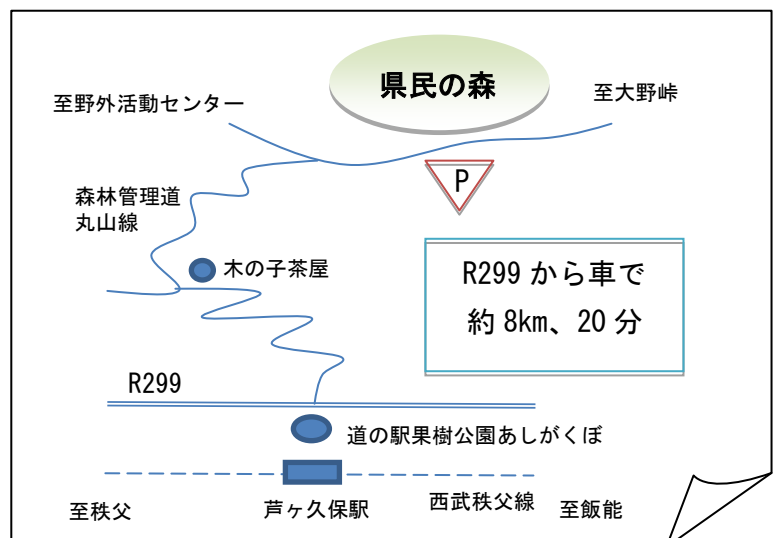 県民の森
至野外活動センター
至大野峠
P
森林管理道
丸山線
木の子茶屋
R299 から車で
約 8km、20 分
R299
道の駅果樹公園あしがくぼ
至秩父
芦ヶ久保駅
西武秩父線
至飯能